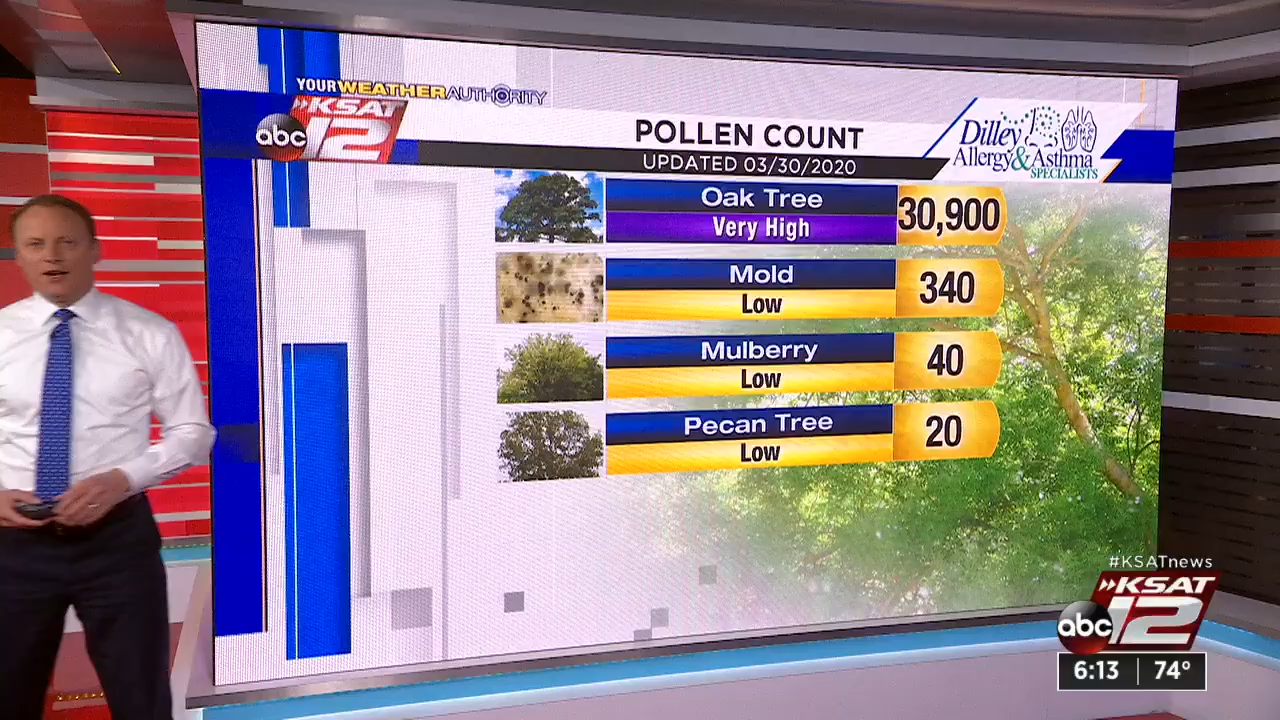 YOUR WEATHER AUTHORITY
KSAT
abc 12
POLLEN COUNT
UPDATED 03/30/2020
Dilley
Allergy & Asthma
SPECIALISTS
Oak Tree
Very High
30,900
Mold
Low
340
Mulberry
Low
40
Pecan Tree
Low
20
#KSATnews
KSAT
abc 12
6:13 74°